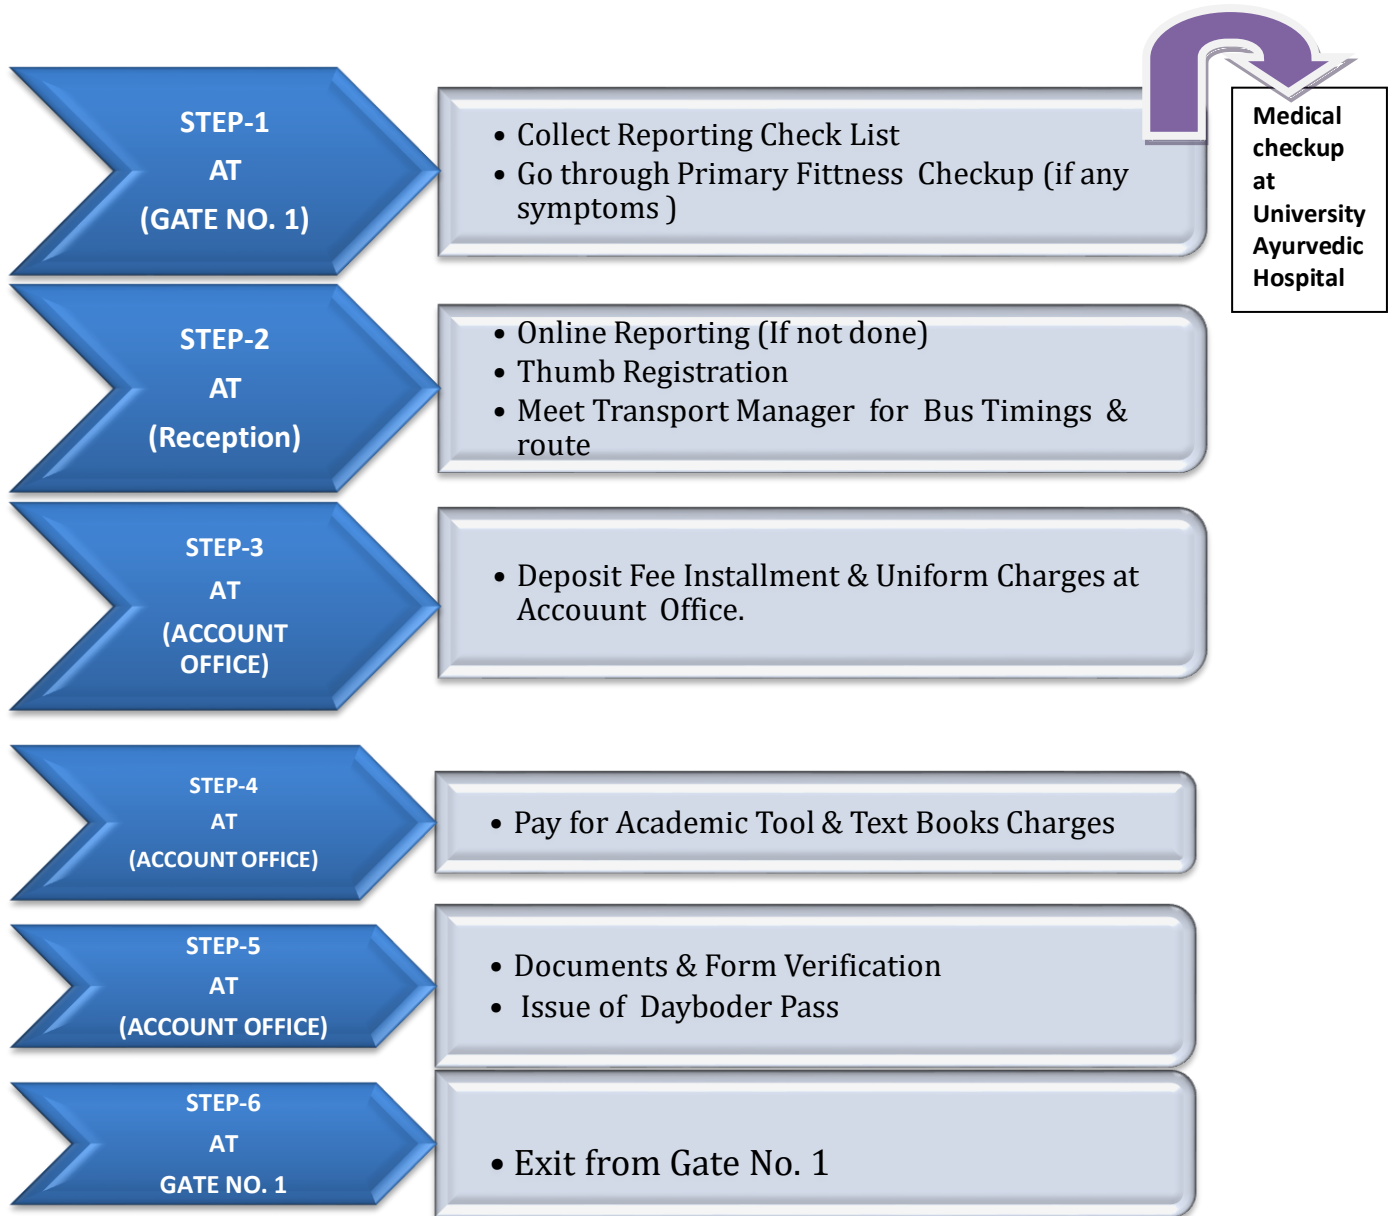 STEP-1
AT
(GATE NO. 1)
• Collect Reporting Check List
• Go through Primary Fittness Checkup (if any
symptoms )
Medical
checkup
at
University
Ayurvedic
Hospital
STEP-2
AT
(Reception)
• Online Reporting (If not done)
• Thumb Registration
• Meet Transport Manager for Bus Timings &
route
STEP-3
AT
(ACCOUNT
OFFICE)
• Deposit Fee Installment & Uniform Charges at
Accouunt Office.
STEP-4
AT
(ACCOUNT OFFICE)
• Pay for Academic Tool & Text Books Charges
STEP-5
AT
(ACCOUNT OFFICE)
• Documents & Form Verification
• Issue of Dayboder Pass
STEP-6
AT
GATE NO. 1
• Exit from Gate No. 1